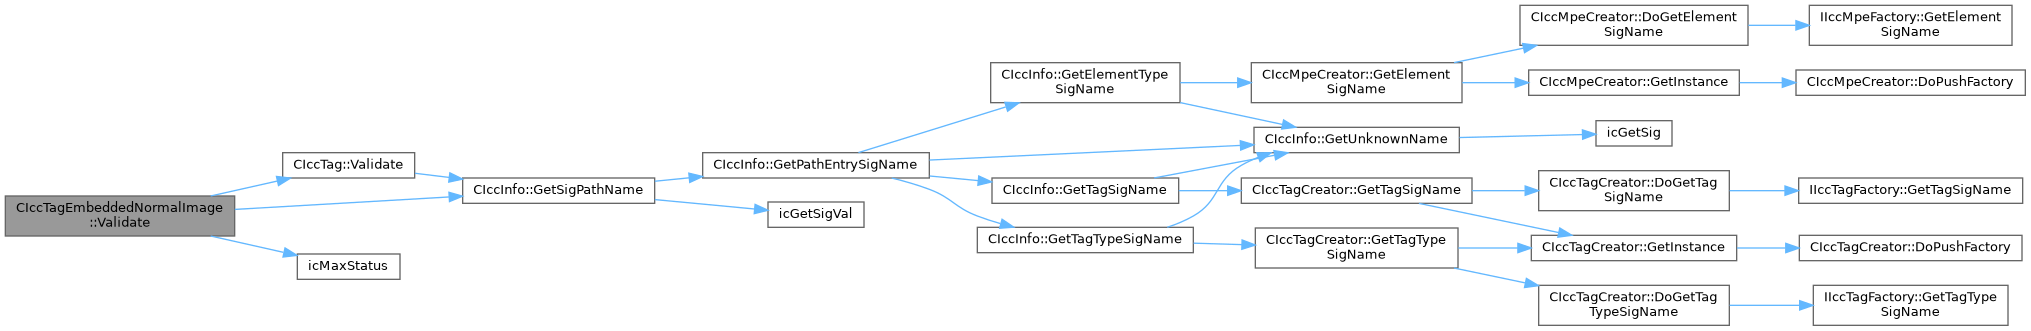 CIccTagEmbeddedNormalImage
::Validate
CIccTag::Validate
icMaxStatus
CIccInfo::GetSigPathName
CIccInfo::GetPathEntrySigName
icGetSigVal
CIccInfo::GetElementType
SigName
CIccInfo::GetTagSigName
CIccInfo::GetTagTypeSigName
CIccMpeCreator::GetElement
SigName
CIccInfo::GetUnknownName
CIccTagCreator::GetTagSigName
CIccTagCreator::GetTagType
SigName
CIccMpeCreator::DoGetElement
SigName
CIccMpeCreator::GetInstance
icGetSig
CIccTagCreator::DoGetTag
SigName
CIccTagCreator::GetInstance
CIccTagCreator::DoGetTag
TypeSigName
IIccMpeFactory::GetElement
SigName
CIccMpeCreator::DoPushFactory
IIccTagFactory::GetTagSigName
CIccTagCreator::DoPushFactory
IIccTagFactory::GetTagType
SigName